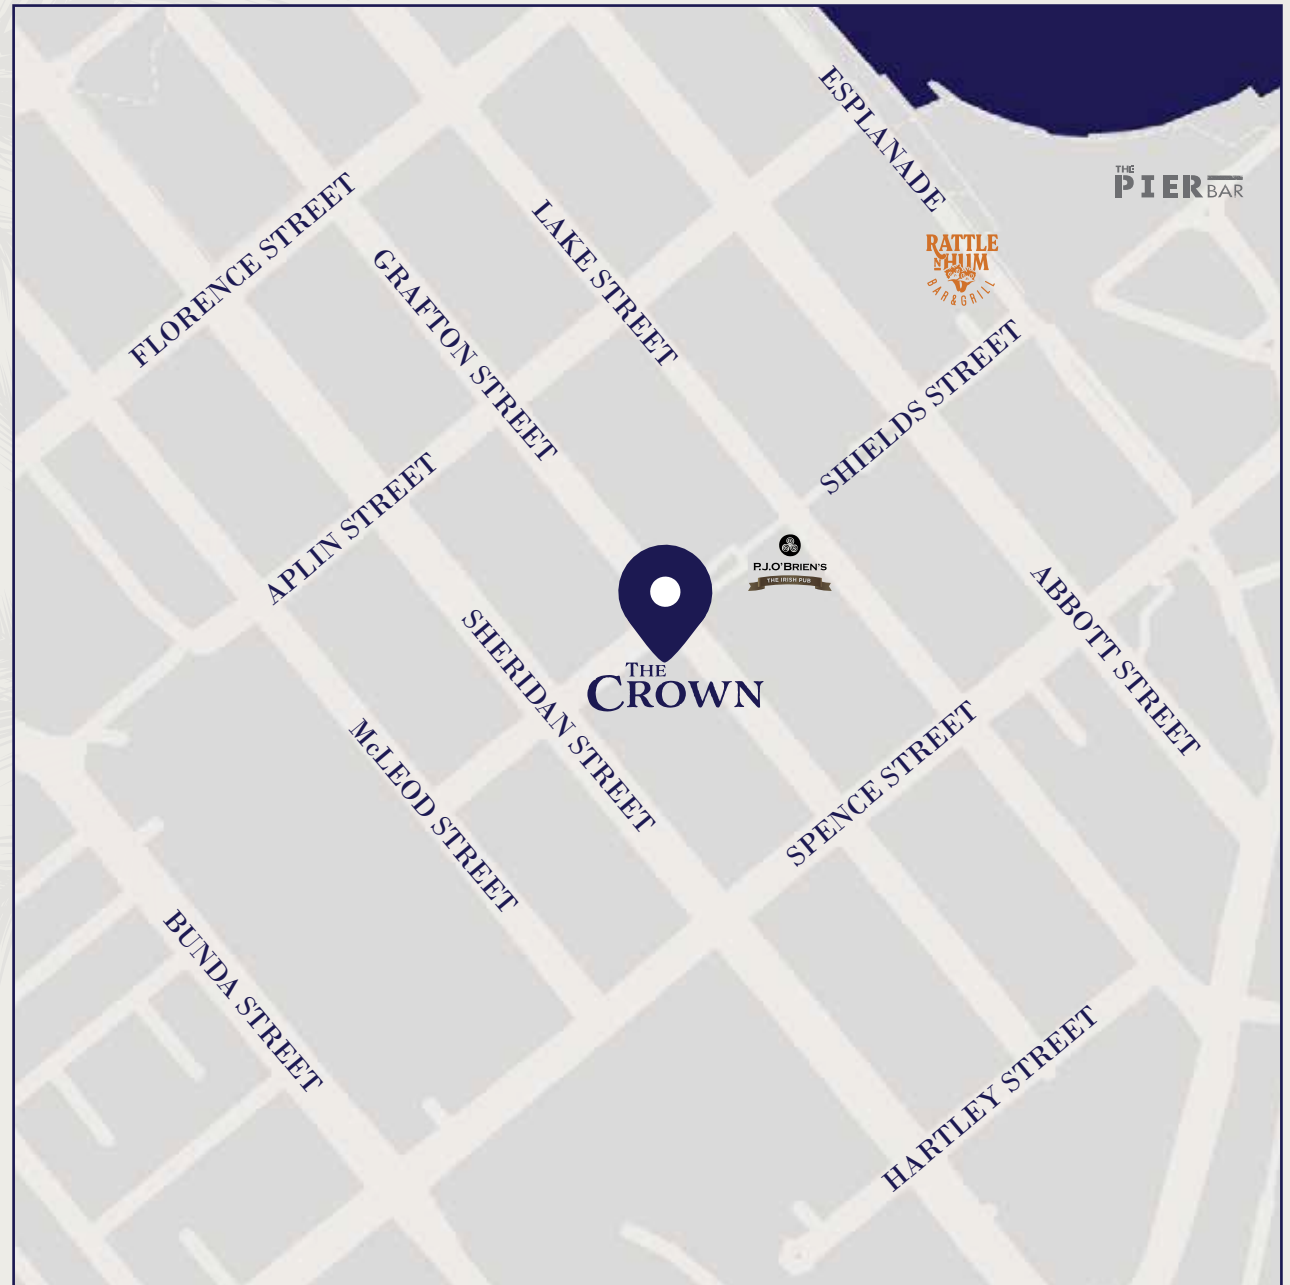 ESPLANADE
THE
PIER BAR
RATTLE
N HUM
BAR & GRILL
FLORENCE STREET
LAKE STREET
GRAFTON STREET
SHIELDS STREET
APLIN STREET
P.J.O'BRIEN'S
THE IRISH PUB
ABBOTT STREET
SHERIDAN STREET
THE
CROWN
McLEOD STREET
SPENCE STREET
BUNDA STREET
HARTLEY STREET